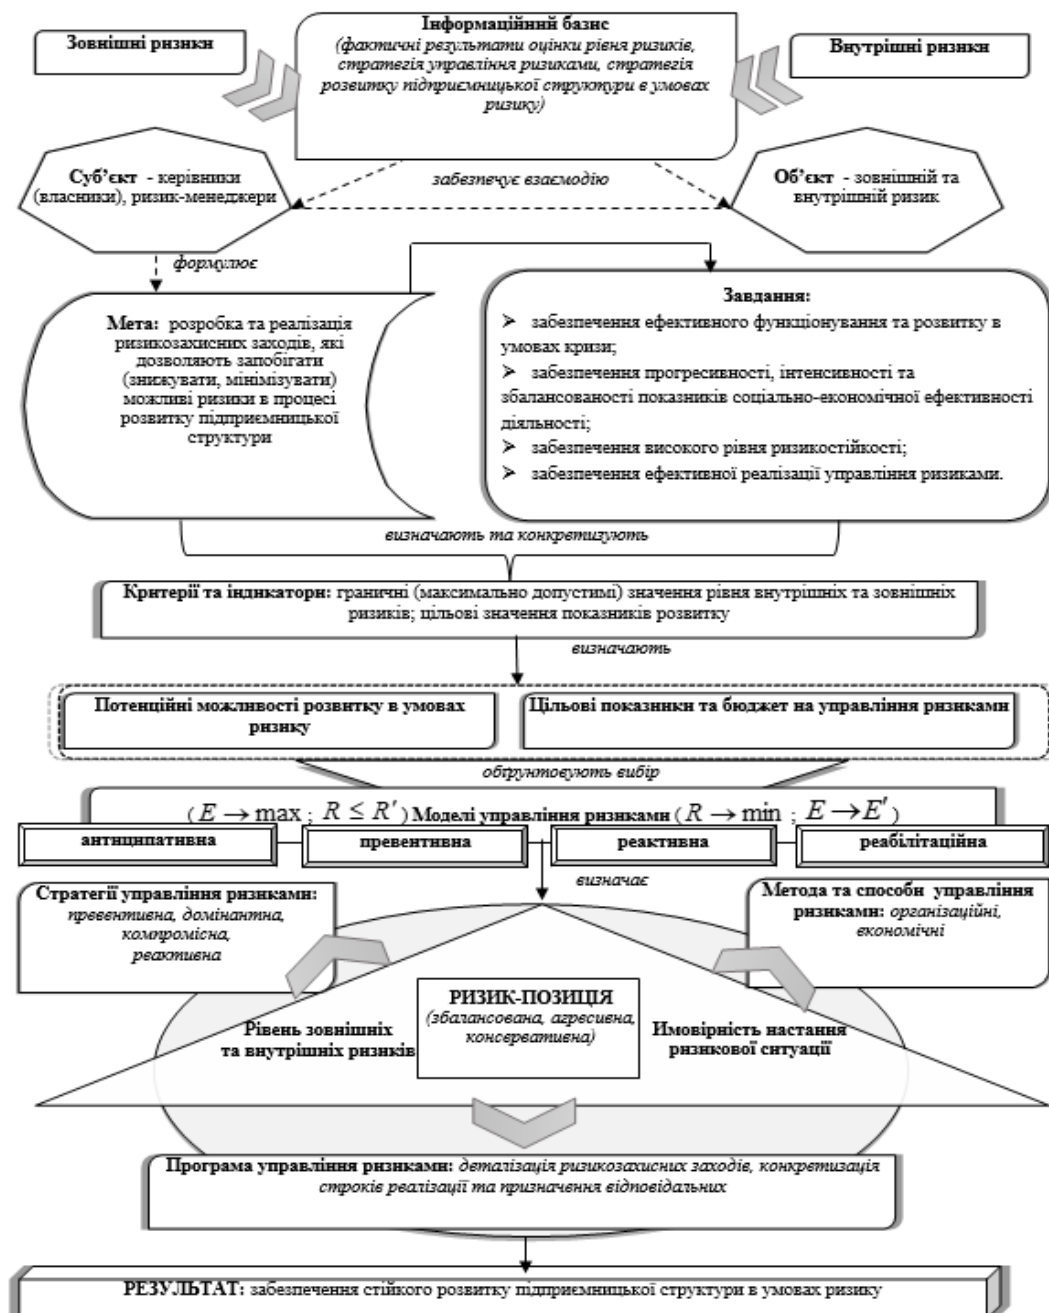 Зовнішні ризики
Інформаційний базис
(фактичні результати оцінки рівня ризиків,
стратегія управління ризиками, стратегія
розвитку підприємницької структури в умовах
ризику)
Внутрішні ризики
Суб’єкт - керівники
(власники), ризик-менеджери
забезпечує взаємодію
Об’єкт - зовнішній та
внутрішній ризик
формулює
Мета: розробка та реалізація
ризикозахисних заходів, які
дозволяють запобігати
(знижувати, мінімізувати)
можливі ризики в процесі
розвитку підприємницької
структури
Завдання:
➢ забезпечення ефективного функціонування та розвитку в
умовах кризи;
➢ забезпечення прогресивності, інтенсивності та
збалансованості показників соціально-економічної ефективності
діяльності;
➢ забезпечення високого рівня ризикостійкості;
➢ забезпечення ефективної реалізації управління ризиками.
визначають та конкретизують
Критерії та індикатори: граничні (максимально допустимі) значення рівня внутрішніх та зовнішніх
ризиків; цільові значення показників розвитку
визначають
Потенційні можливості розвитку в умовах
ризику
Цільові показники та бюджет на управління ризиками
обґрунтовують вибір
( E → max ; R ≤ R′ ) Моделі управління ризиками ( R → min ; E → E′ )
антиципативна
превентивна
реактивна
реабілітаційна
визначає
Стратегії управління ризиками:
превентивна, домінантна,
компромісна,
реактивна
Метода та способи управління
ризиками: організаційні,
економічні
РИЗИК-ПОЗИЦІЯ
(збалансована, агресивна,
консервативна)
Рівень зовнішніх
та внутрішніх ризиків
Имовірність настання
ризикової ситуації
Програма управління ризиками: деталізація ризикозахисних заходів, конкретизація
строків реалізації та призначення відповідальних
РЕЗУЛЬТАТ: забезпечення стійкого розвитку підприємницької структури в умовах ризику